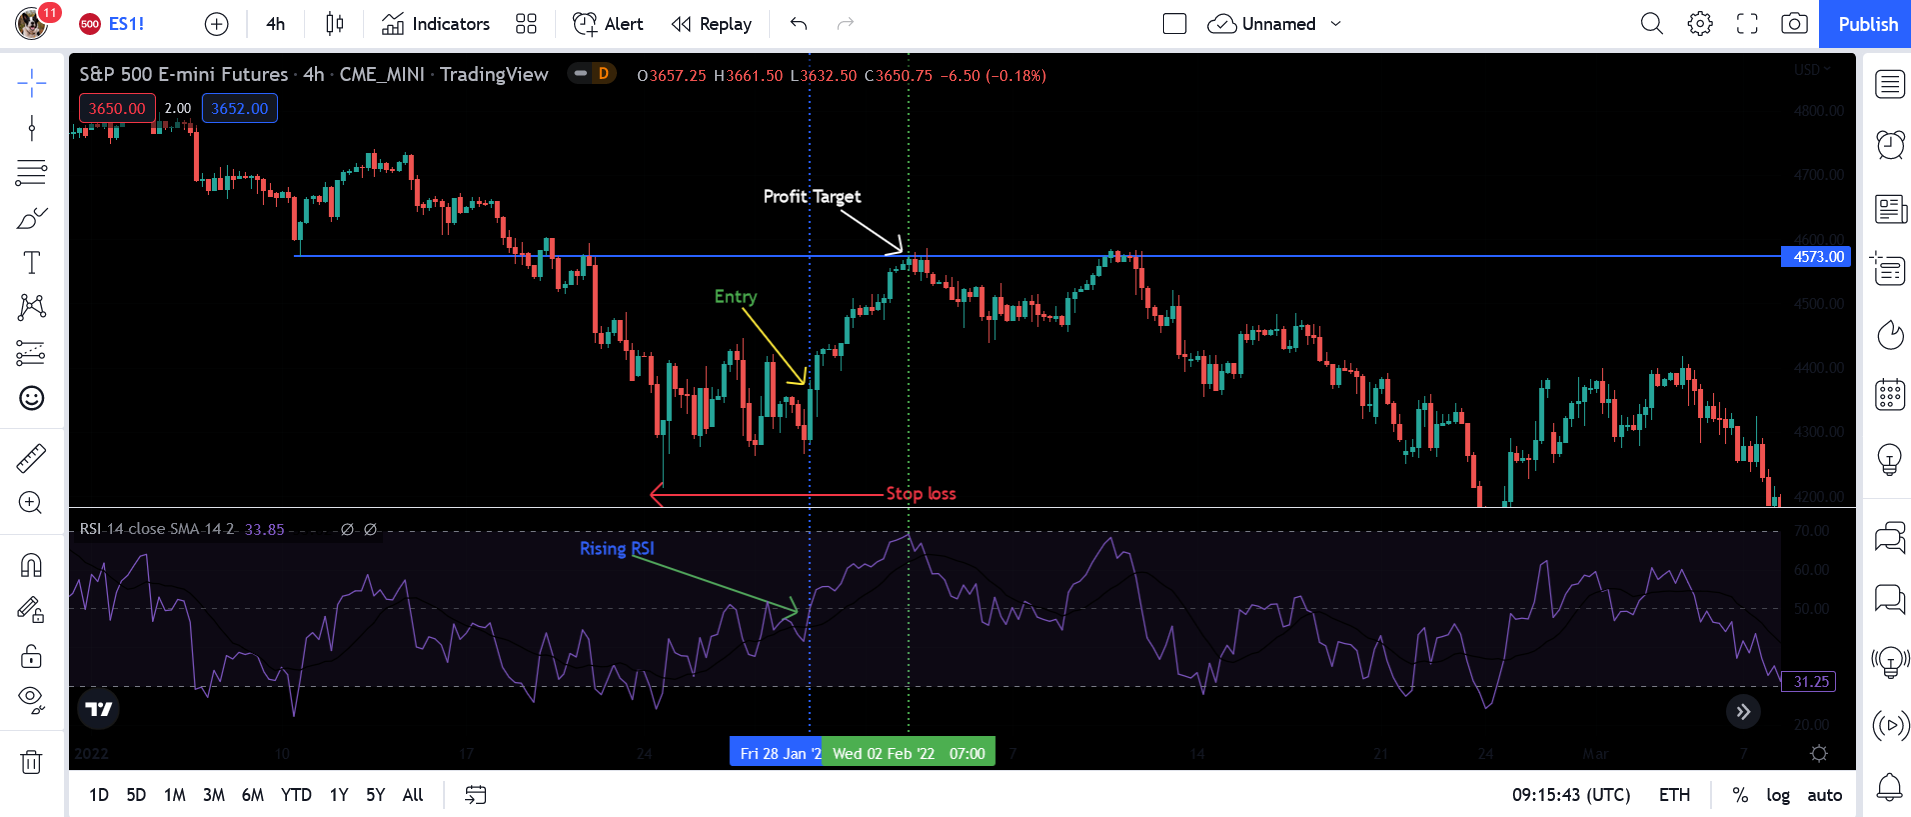 11
500 ES1! 4h Indicators Alert Replay Unnamed Publish
S&P 500 E-mini Futures · 4h · CME_MINI · TradingView D O3657.25 H3661.50 L3632.50 C3650.75 −6.50 (−0.18%)
USD
3650.00 2.00 3652.00
4800.00
4700.00
Profit Target
4600.00
4573.00
Entry
4500.00
4400.00
4300.00
Stop loss
4200.00
RSI 14 close SMA 14 2 33.85 ∅ ∅
70.00
Rising RSI
60.00
50.00
31.25
20.00
2022 10 17 24 Fri 28 Jan '2 Wed 02 Feb '22 07:00 7 14 21 24 Mar 7
1D 5D 1M 3M 6M YTD 1Y 5Y All 09:15:43 (UTC) ETH % log auto